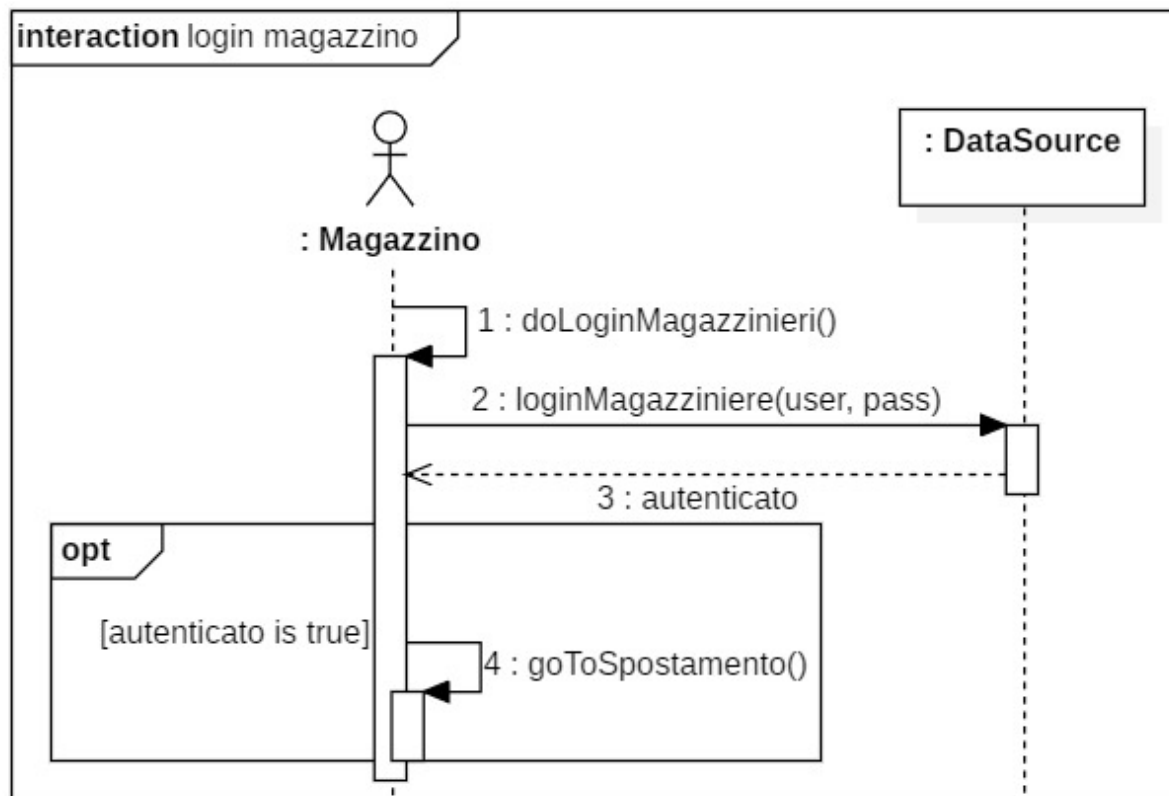 interaction login magazzino
: DataSource
: Magazzino
1 : doLoginMagazzinieri()
2 : loginMagazziniere(user, pass)
3 : autenticato
opt
[autenticato is true]
4 : goToSpostamento()